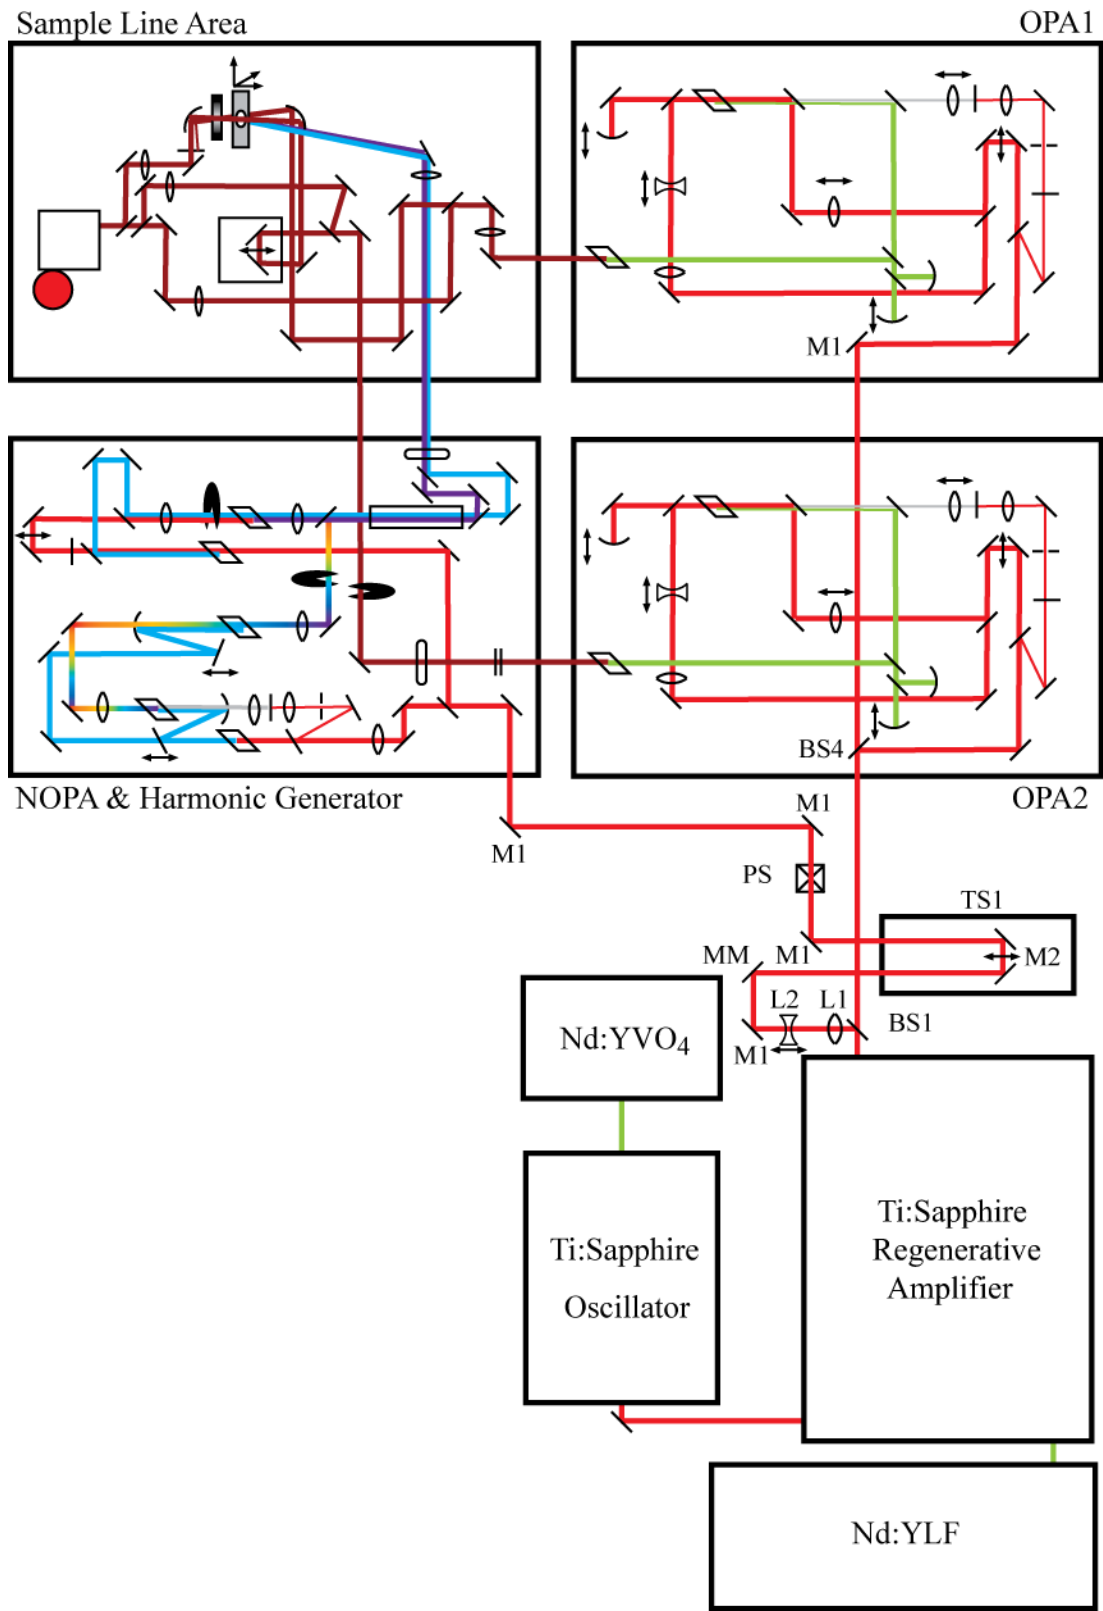 Sample Line Area
OPA1
M1
BS4
NOPA & Harmonic Generator
OPA2
M1
M1
PS
TS1
MM
M1
M2
L2
L1
BS1
M1
Nd:YVO₄
Ti:Sapphire
Oscillator
Ti:Sapphire
Regenerative
Amplifier
Nd:YLF